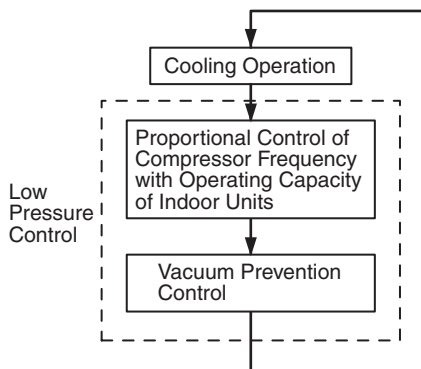 Cooling Operation
Proportional Control of
Compressor Frequency
with Operating Capacity
of Indoor Units
Low
Pressure
Control
Vacuum Prevention
Control